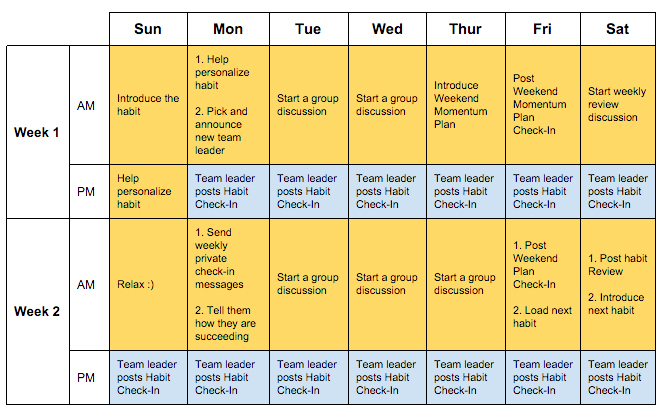 Sun Mon Tue Wed Thur Fri Sat
Week 1
AM
Introduce the
habit
1. Help
personalize
habit
2. Pick and
announce
new team
leader
Start a group
discussion
Start a group
discussion
Introduce
Weekend
Momentum
Plan
Post
Weekend
Momentum
Plan
Check-In
Start weekly
review
discussion
PM
Help
personalize
habit
Team leader
posts Habit
Check-In
Team leader
posts Habit
Check-In
Team leader
posts Habit
Check-In
Team leader
posts Habit
Check-In
Team leader
posts Habit
Check-In
Team leader
posts Habit
Check-In
Week 2
AM
Relax :)
1. Send
weekly
private
check-in
messages
2. Tell them
how they are
succeeding
Start a group
discussion
Start a group
discussion
Start a group
discussion
1. Post
Weekend
Plan
Check-In
2. Load next
habit
1. Post habit
Review
2. Introduce
next habit
PM
Team leader
posts Habit
Check-In
Team leader
posts Habit
Check-In
Team leader
posts Habit
Check-In
Team leader
posts Habit
Check-In
Team leader
posts Habit
Check-In
Team leader
posts Habit
Check-In
Team leader
posts Habit
Check-In